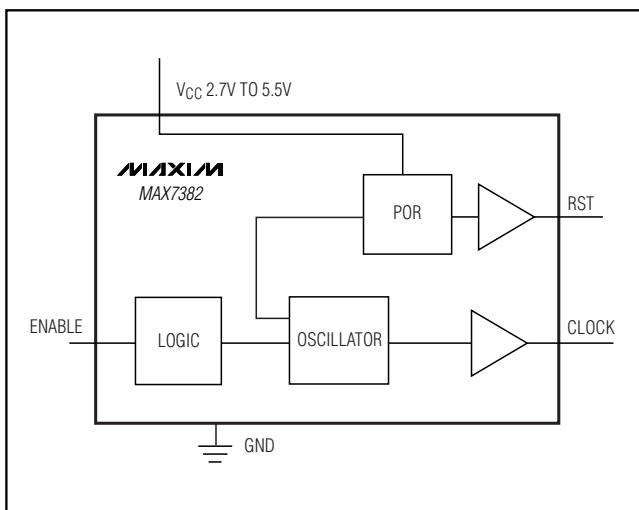 VCC 2.7V TO 5.5V
MAXIM
MAX7382
POR
RST
ENABLE
LOGIC
OSCILLATOR
CLOCK
GND